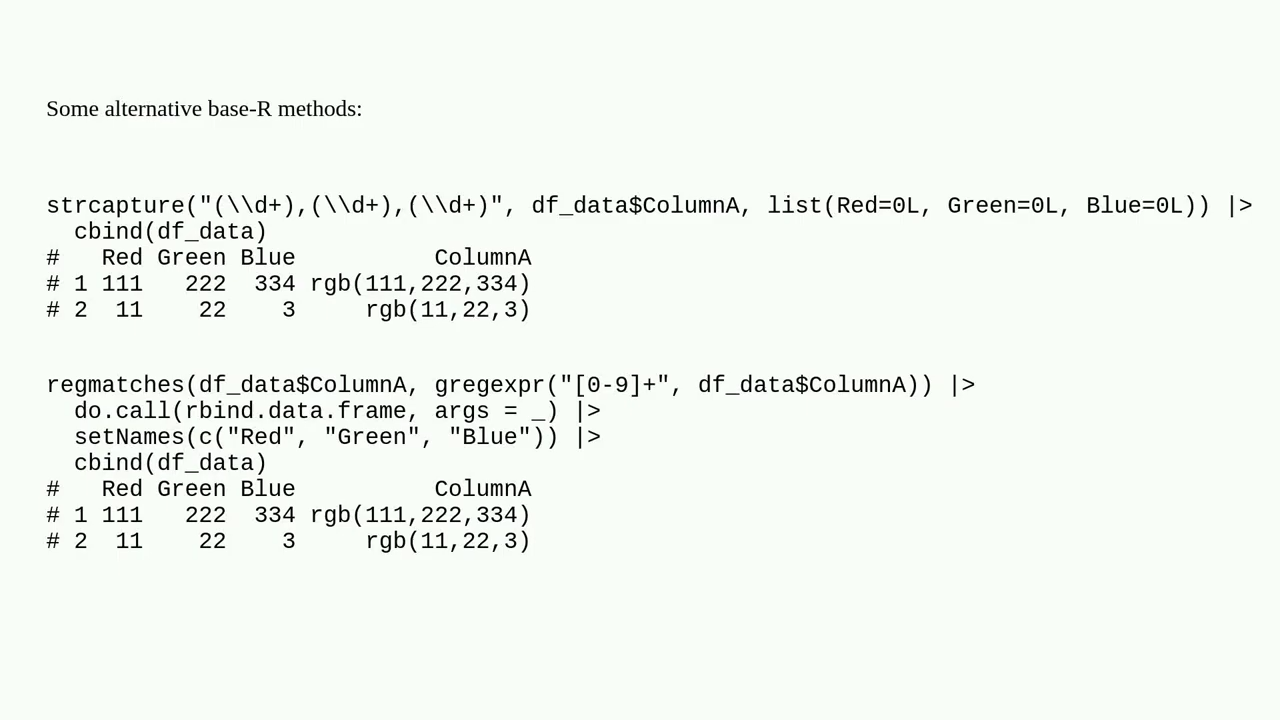 Some alternative base-R methods:
strcapture("(\\d+),(\\d+),(\\d+)", df_data$ColumnA, list(Red=0L, Green=0L, Blue=0L)) |>
  cbind(df_data)
#   Red Green Blue          ColumnA
# 1 111   222  334 rgb(111,222,334)
# 2  11    22    3     rgb(11,22,3)
regmatches(df_data$ColumnA, gregexpr("[0-9]+", df_data$ColumnA)) |>
  do.call(rbind.data.frame, args = _) |>
  setNames(c("Red", "Green", "Blue")) |>
  cbind(df_data)
#   Red Green Blue          ColumnA
# 1 111   222  334 rgb(111,222,334)
# 2  11    22    3     rgb(11,22,3)